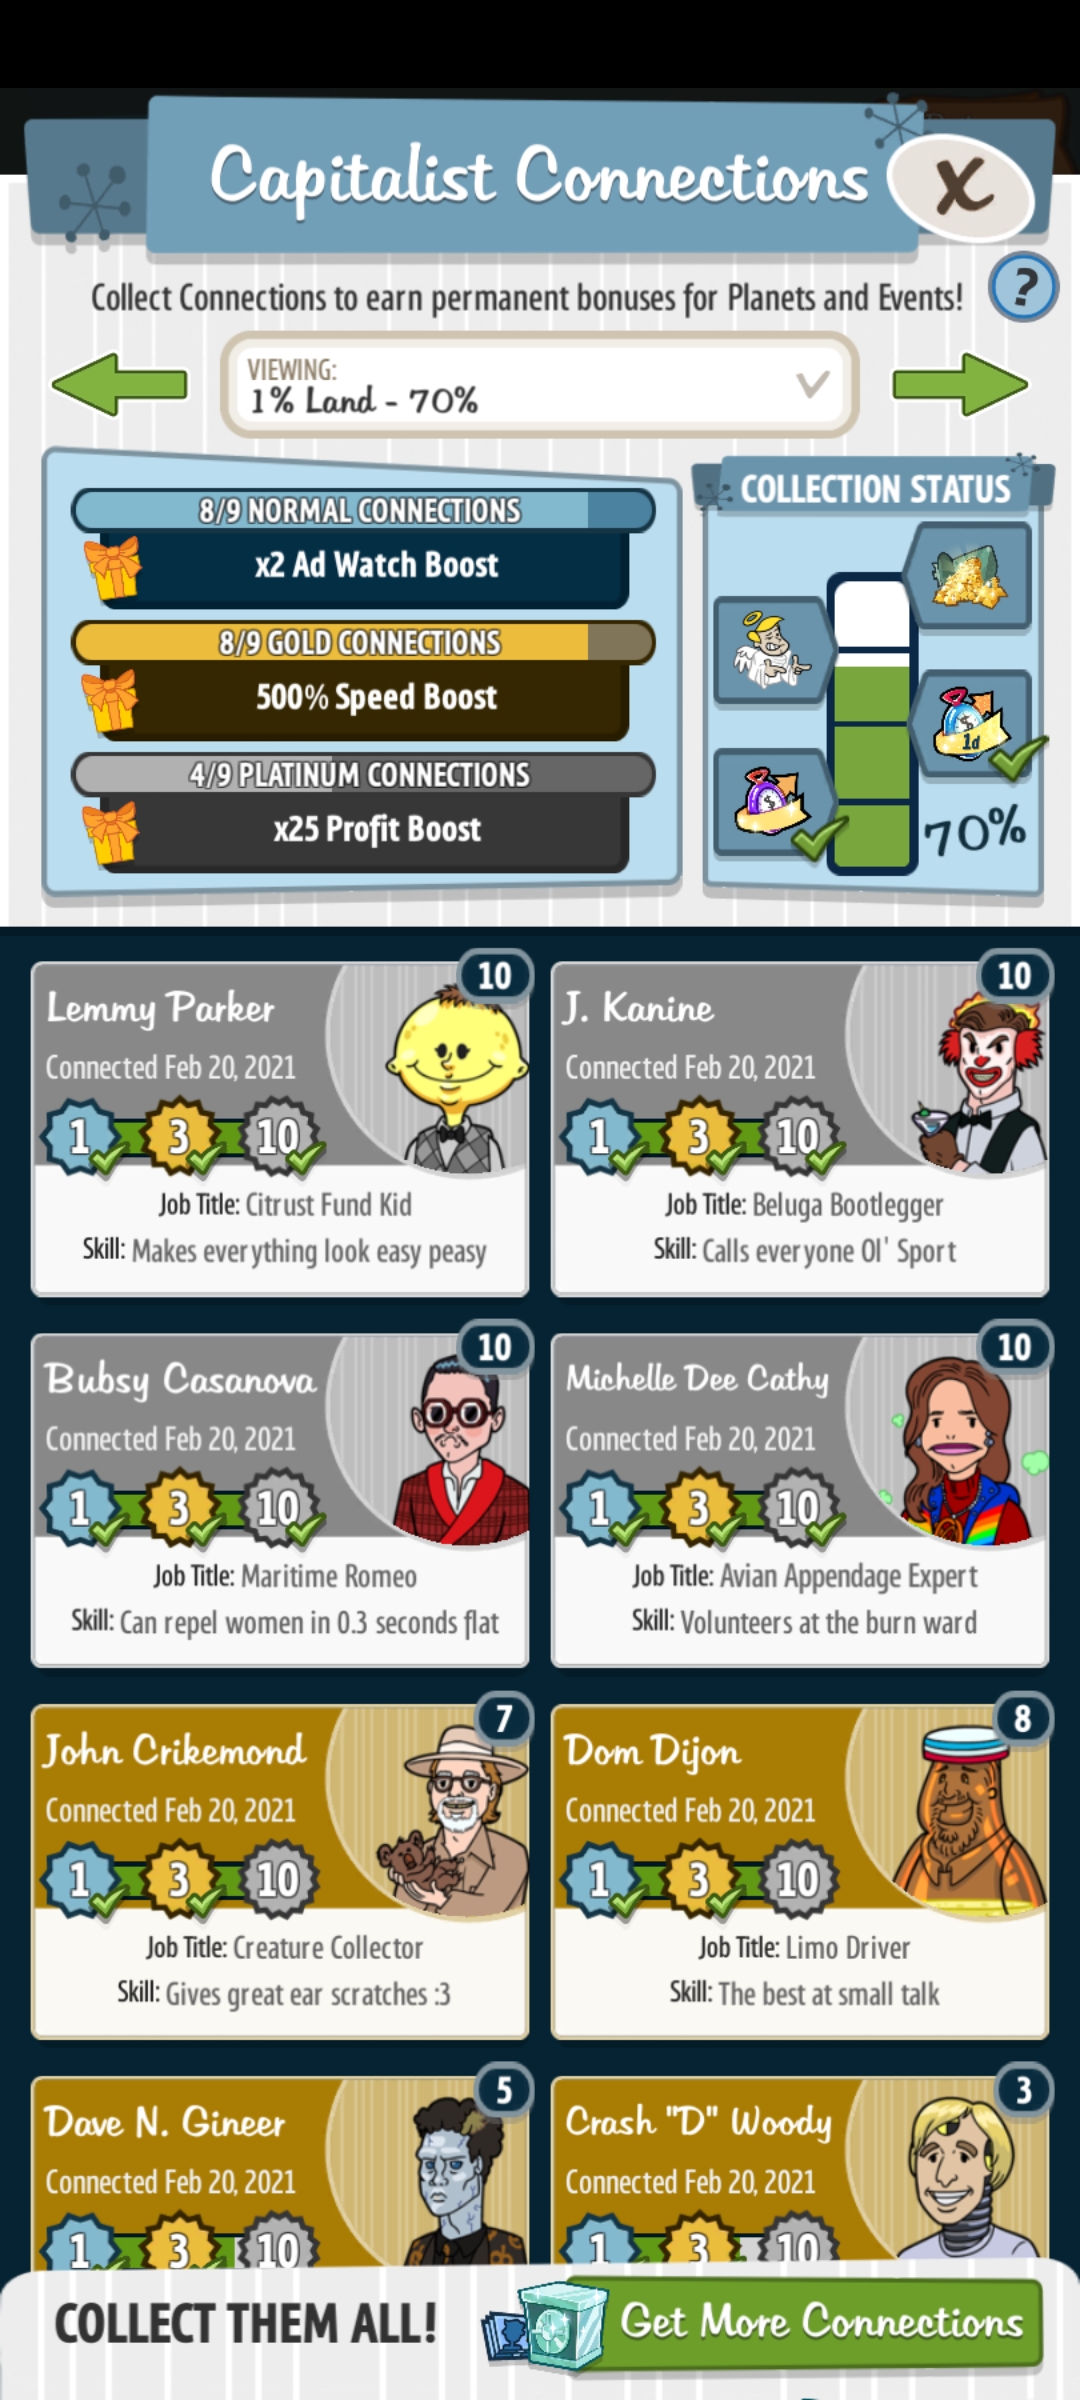 Capitalist Connections
X
Collect Connections to earn permanent bonuses for Planets and Events!
?
VIEWING:
1% Land - 70%
8/9 NORMAL CONNECTIONS
x2 Ad Watch Boost
8/9 GOLD CONNECTIONS
500% Speed Boost
4/9 PLATINUM CONNECTIONS
x25 Profit Boost
COLLECTION STATUS
1d
70%
10
Lemmy Parker
Connected Feb 20, 2021
1 3 10
Job Title: Citrust Fund Kid
Skill: Makes everything look easy peasy
10
J. Kanine
Connected Feb 20, 2021
1 3 10
Job Title: Beluga Bootlegger
Skill: Calls everyone Ol' Sport
10
Bubsy Casanova
Connected Feb 20, 2021
1 3 10
Job Title: Maritime Romeo
Skill: Can repel women in 0.3 seconds flat
10
Michelle Dee Cathy
Connected Feb 20, 2021
1 3 10
Job Title: Avian Appendage Expert
Skill: Volunteers at the burn ward
7
John Crikemond
Connected Feb 20, 2021
1 3 10
Job Title: Creature Collector
Skill: Gives great ear scratches :3
8
Dom Dijon
Connected Feb 20, 2021
1 3 10
Job Title: Limo Driver
Skill: The best at small talk
5
Dave N. Gineer
Connected Feb 20, 2021
1 3 10
3
Crash "D" Woody
Connected Feb 20, 2021
1 3 10
COLLECT THEM ALL!
Get More Connections